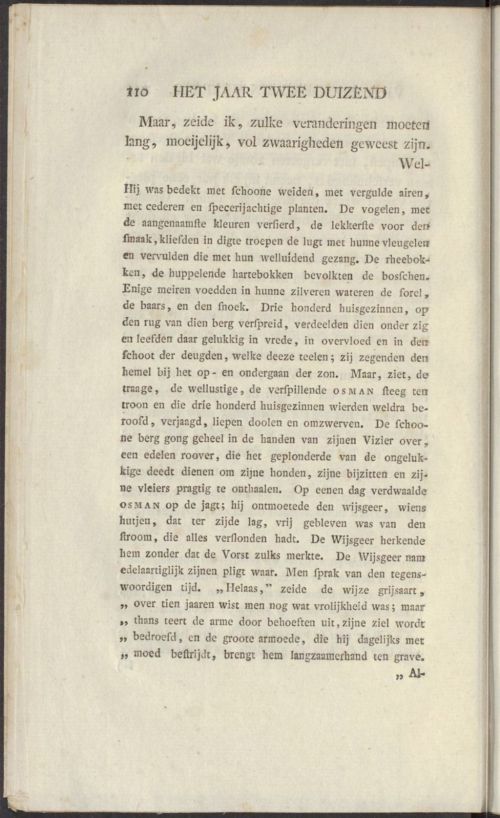 110 HET JAAR TWEE DUIZEND
Maar, zeide ik, zulke veranderingen moeten
lang, moeijelijk, vol zwaarigheden geweest zijn.
Wel-
Hij was bedekt met ſchoone weiden, met vergulde airen,
met cederen en ſpecerijachtige planten. De vogelen, met
de aangenaamſte kleuren verſierd, de lekkerſte voor den
ſmaak, kliefden in digte troepen de lugt met hunne vleugelen
en vervulden die met hun welluidend gezang. De rheebok-
ken, de huppelende hartebokken bevolkten de bosſchen.
Enige meiren voedden in hunne zilveren wateren de forel,
de baars, en den ſnoek. Drie honderd huisgezinnen, op
den rug van dien berg verſpreid, verdeelden dien onder zig
en leefden daar gelukkig in vrede, in overvloed en in den
ſchoot der deugden, welke deeze teelen; zij zegenden den
hemel bij het op- en ondergaan der zon. Maar, ziet, de
traage, de wellustige, de verſpillende OSMAN ſteeg ten
troon en die drie honderd huisgezinnen wierden weldra be-
roofd, verjaagd, liepen doolen en omzwerven. De ſchoo-
ne berg gong geheel in de handen van zijnen Vizier over,
een edelen roover, die het geplonderde van de ongeluk-
kige deedt dienen om zijne honden, zijne bijzitten en zij-
ne vleiers pragtig te onthaalen. Op eenen dag verdwaalde
OSMAN op de jagt; hij ontmoetede den wijsgeer, wiens
hutjen, dat ter zijde lag, vrij gebleven was van den
ſtroom, die alles verſlonden hadt. De Wijsgeer herkende
hem zonder dat de Vorst zulks merkte. De Wijsgeer nam
edelaartiglijk zijnen pligt waar. Men ſprak van den tegens-
woordigen tijd. „Helaas," zeide de wijze grijsaart,
„ over tien jaaren wist men nog wat vrolijkheid was; maar
„ thans teert de arme door behoeften uit, zijne ziel wordt
„ bedroefd, en de groote armoede, die hij dagelijks met
„ moed beſtrijdt, brengt hem langzaamerhand ten grave.
„ Al-